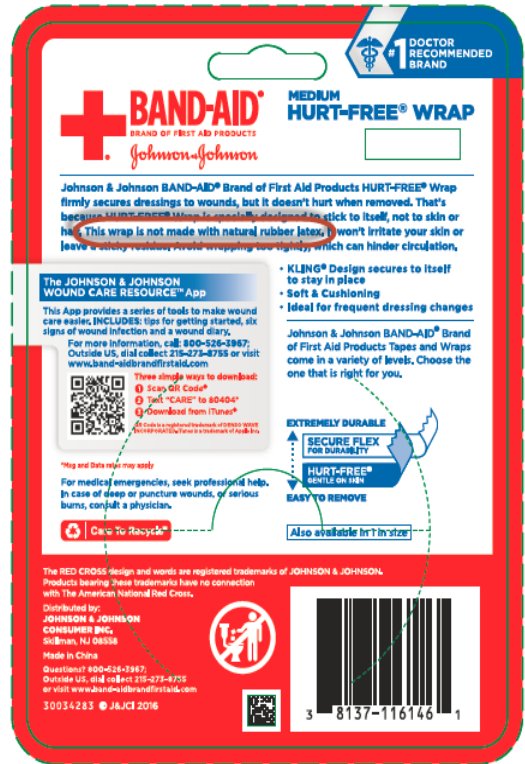 #1 DOCTOR
RECOMMENDED
BRAND
BAND-AID®
BRAND OF FIRST AID PRODUCTS
Johnson & Johnson
MEDIUM
HURT-FREE® WRAP
Johnson & Johnson BAND-AID® Brand of First Aid Products HURT-FREE® Wrap
firmly secures dressings to wounds, but it doesn't hurt when removed. That's
because HURT-FREE® Wrap is specially designed to stick to itself, not to skin or
hair. This wrap is not made with natural rubber latex. It won't irritate your skin or
leave a sticky residue. Avoid wrapping too tightly, which can hinder circulation.
The JOHNSON & JOHNSON
WOUND CARE RESOURCE™ App
This App provides a series of tools to make wound
care easier. INCLUDES: tips for getting started, six
signs of wound infection and a wound diary.
For more information, call: 800-526-3967;
Outside US, dial collect 215-273-8755 or visit
www.band-aidbrandfirstaid.com
Three simple ways to download:
1 Scan QR Code®
2 Text "CARE" to 80404*
3 Download from iTunes®
QR Code is a registered trademark of DENSO WAVE
INCORPORATED. iTunes is a trademark of Apple Inc.
*Msg and Data rates may apply
For medical emergencies, seek professional help.
In case of deep or puncture wounds, or serious
burns, consult a physician.
Care To Recycle®
• KLING® Design secures to itself
to stay in place
• Soft & Cushioning
• Ideal for frequent dressing changes
Johnson & Johnson BAND-AID® Brand
of First Aid Products Tapes and Wraps
come in a variety of levels. Choose the
one that is right for you.
EXTREMELY DURABLE
SECURE FLEX
FOR DURABILITY
HURT-FREE®
GENTLE ON SKIN
EASY TO REMOVE
Also available in 1 in size
The RED CROSS design and words are registered trademarks of JOHNSON & JOHNSON.
Products bearing these trademarks have no connection
with The American National Red Cross.
Distributed by:
JOHNSON & JOHNSON
CONSUMER INC.
Skillman, NJ 08558
Made in China
Questions? 800-526-3967;
Outside US, dial collect 215-273-8755
or visit www.band-aidbrandfirstaid.com
30034283 © J&JCI 2016
3 8137-116146 1